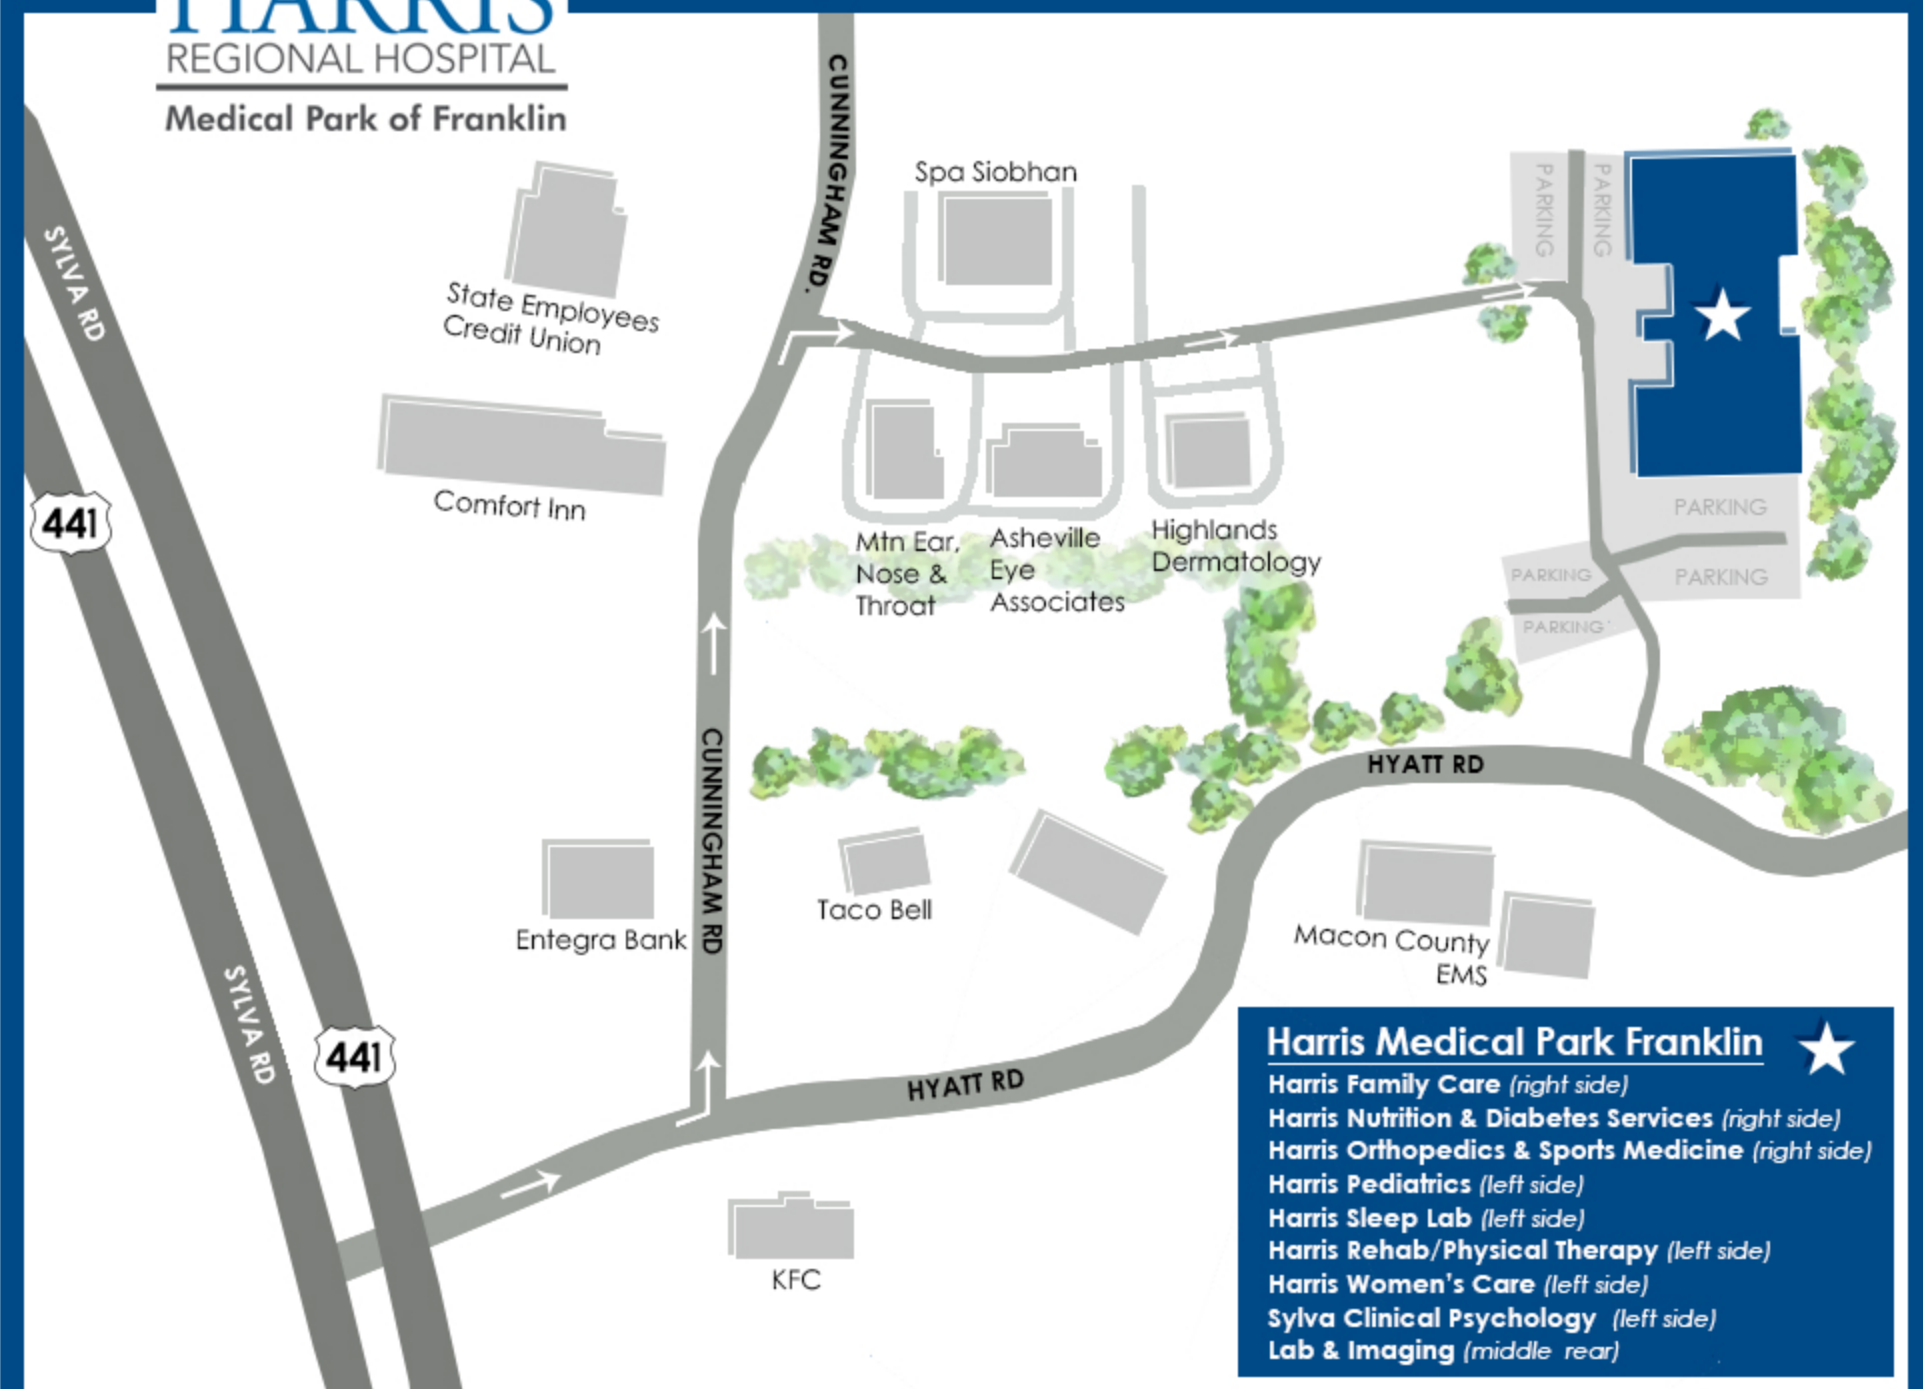 HARRIS
REGIONAL HOSPITAL
Medical Park of Franklin
CUNNINGHAM RD.
Spa Siobhan
PARKING
PARKING
SYLVA RD
State Employees
Credit Union
441
Comfort Inn
Mtn Ear,
Nose &
Throat
Asheville
Eye
Associates
Highlands
Dermatology
PARKING
PARKING
PARKING
PARKING
HYATT RD
CUNNINGHAM RD
Taco Bell
Entegra Bank
Macon County
EMS
SYLVA RD
441
HYATT RD
KFC
Harris Medical Park Franklin
Harris Family Care (right side)
Harris Nutrition & Diabetes Services (right side)
Harris Orthopedics & Sports Medicine (right side)
Harris Pediatrics (left side)
Harris Sleep Lab (left side)
Harris Rehab/Physical Therapy (left side)
Harris Women's Care (left side)
Sylva Clinical Psychology (left side)
Lab & Imaging (middle rear)